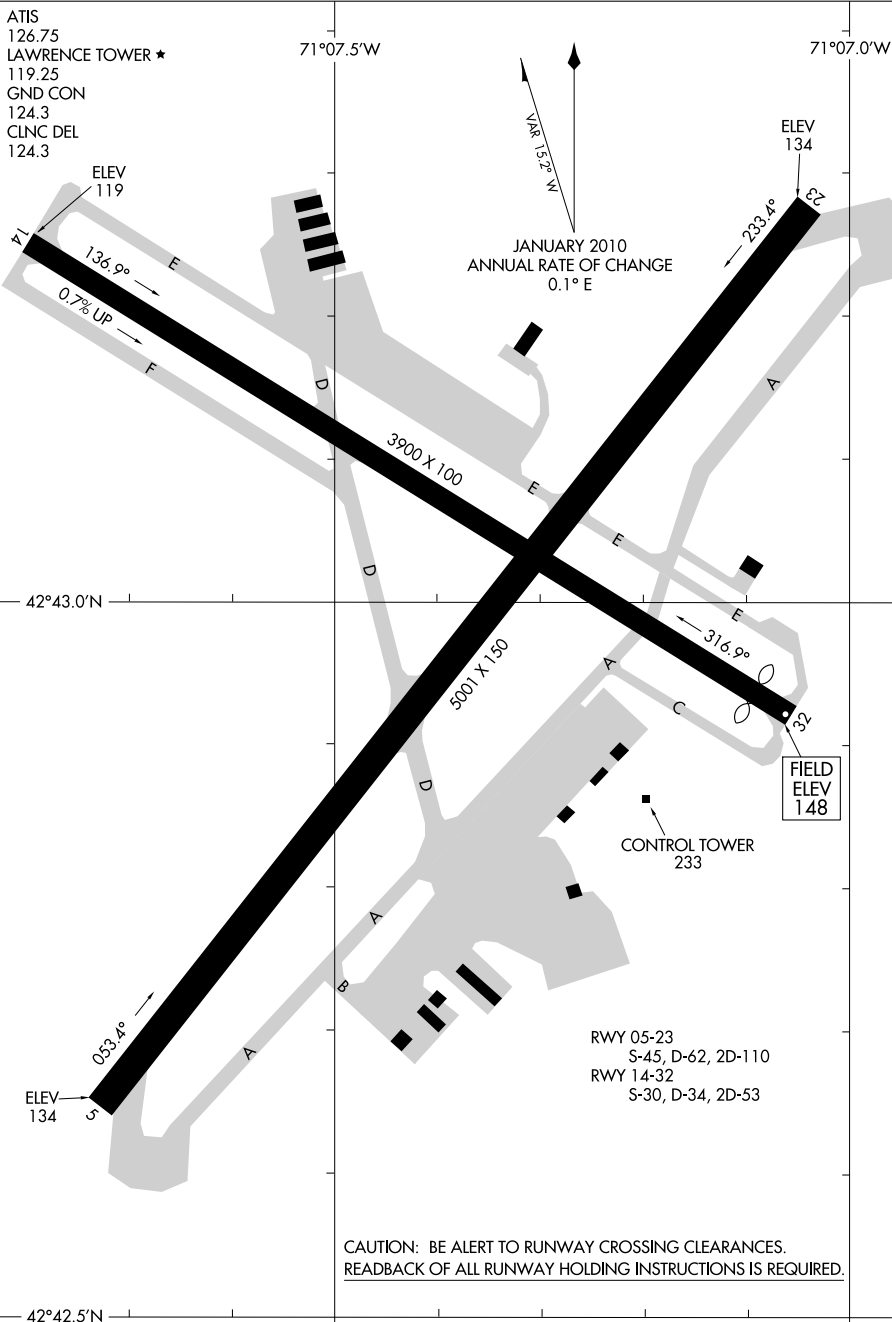 ATIS
126.75
LAWRENCE TOWER ★
119.25
GND CON
124.3
CLNC DEL
124.3
71°07.5'W
71°07.0'W
VAR 15.2° W
JANUARY 2010
ANNUAL RATE OF CHANGE
0.1° E
ELEV
119
ELEV
134
14
23
136.9°
233.4°
0.7% UP
E
F
D
A
3900 X 100
E
E
D
42°43.0'N
E
316.9°
A
5001 X 150
C
32
FIELD
ELEV
148
D
CONTROL TOWER
233
A
B
053.4°
A
RWY 05-23
S-45, D-62, 2D-110
RWY 14-32
S-30, D-34, 2D-53
ELEV
134
5
CAUTION: BE ALERT TO RUNWAY CROSSING CLEARANCES.
READBACK OF ALL RUNWAY HOLDING INSTRUCTIONS IS REQUIRED.
42°42.5'N